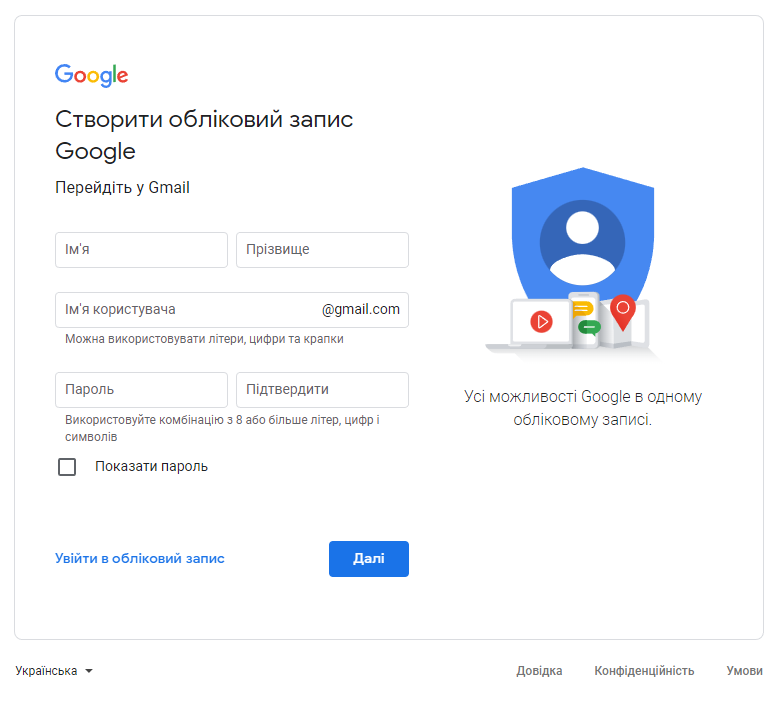 Google
Створити обліковий запис
Google
Перейдіть у Gmail
Ім'я
Прізвище
Ім'я користувача
@gmail.com
Можна використовувати літери, цифри та крапки
Пароль
Підтвердити
Використовуйте комбінацію з 8 або більше літер, цифр і
символів
Показати пароль
Увійти в обліковий запис
Далі
Усі можливості Google в одному
обліковому записі.
Українська
Довідка
Конфіденційність
Умови